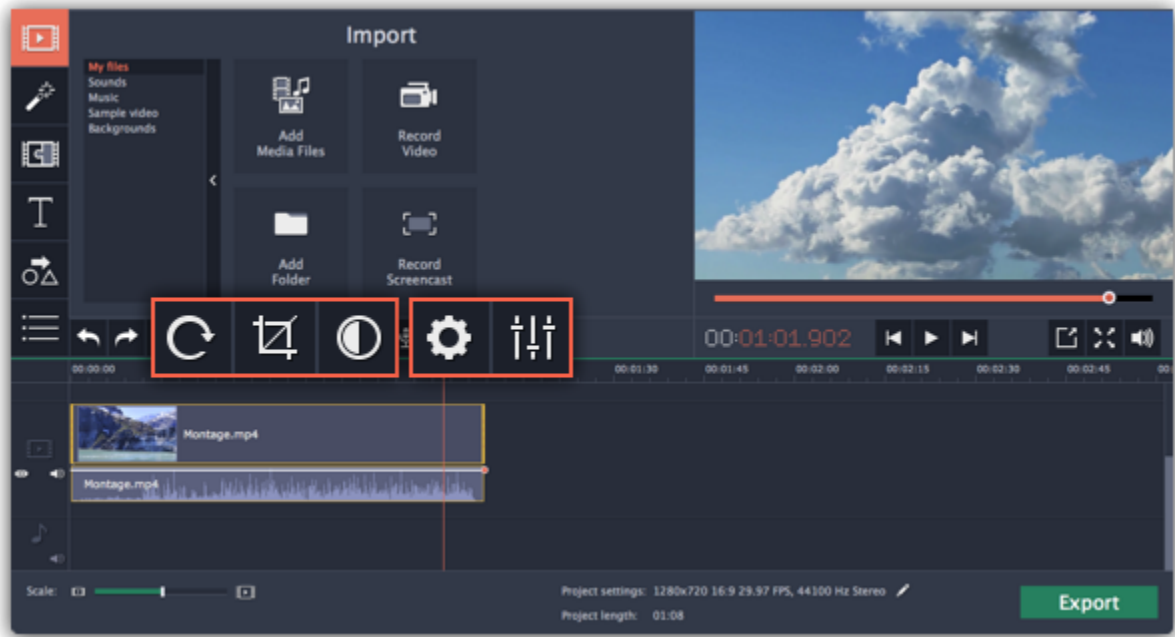 Import
My files
Sounds
Music
Sample video
Backgrounds
Add
Media Files
Record
Video
Add
Folder
Record
Screencast
T
00:01:01.902
00:00:00
00:01:30
00:01:45
00:02:00
00:02:15
00:02:30
00:02:45
00:
Montage.mp4
Montage.mp4
Scale:
Project settings: 1280x720 16:9 29.97 FPS, 44100 Hz Stereo
Project length: 01:08
Export